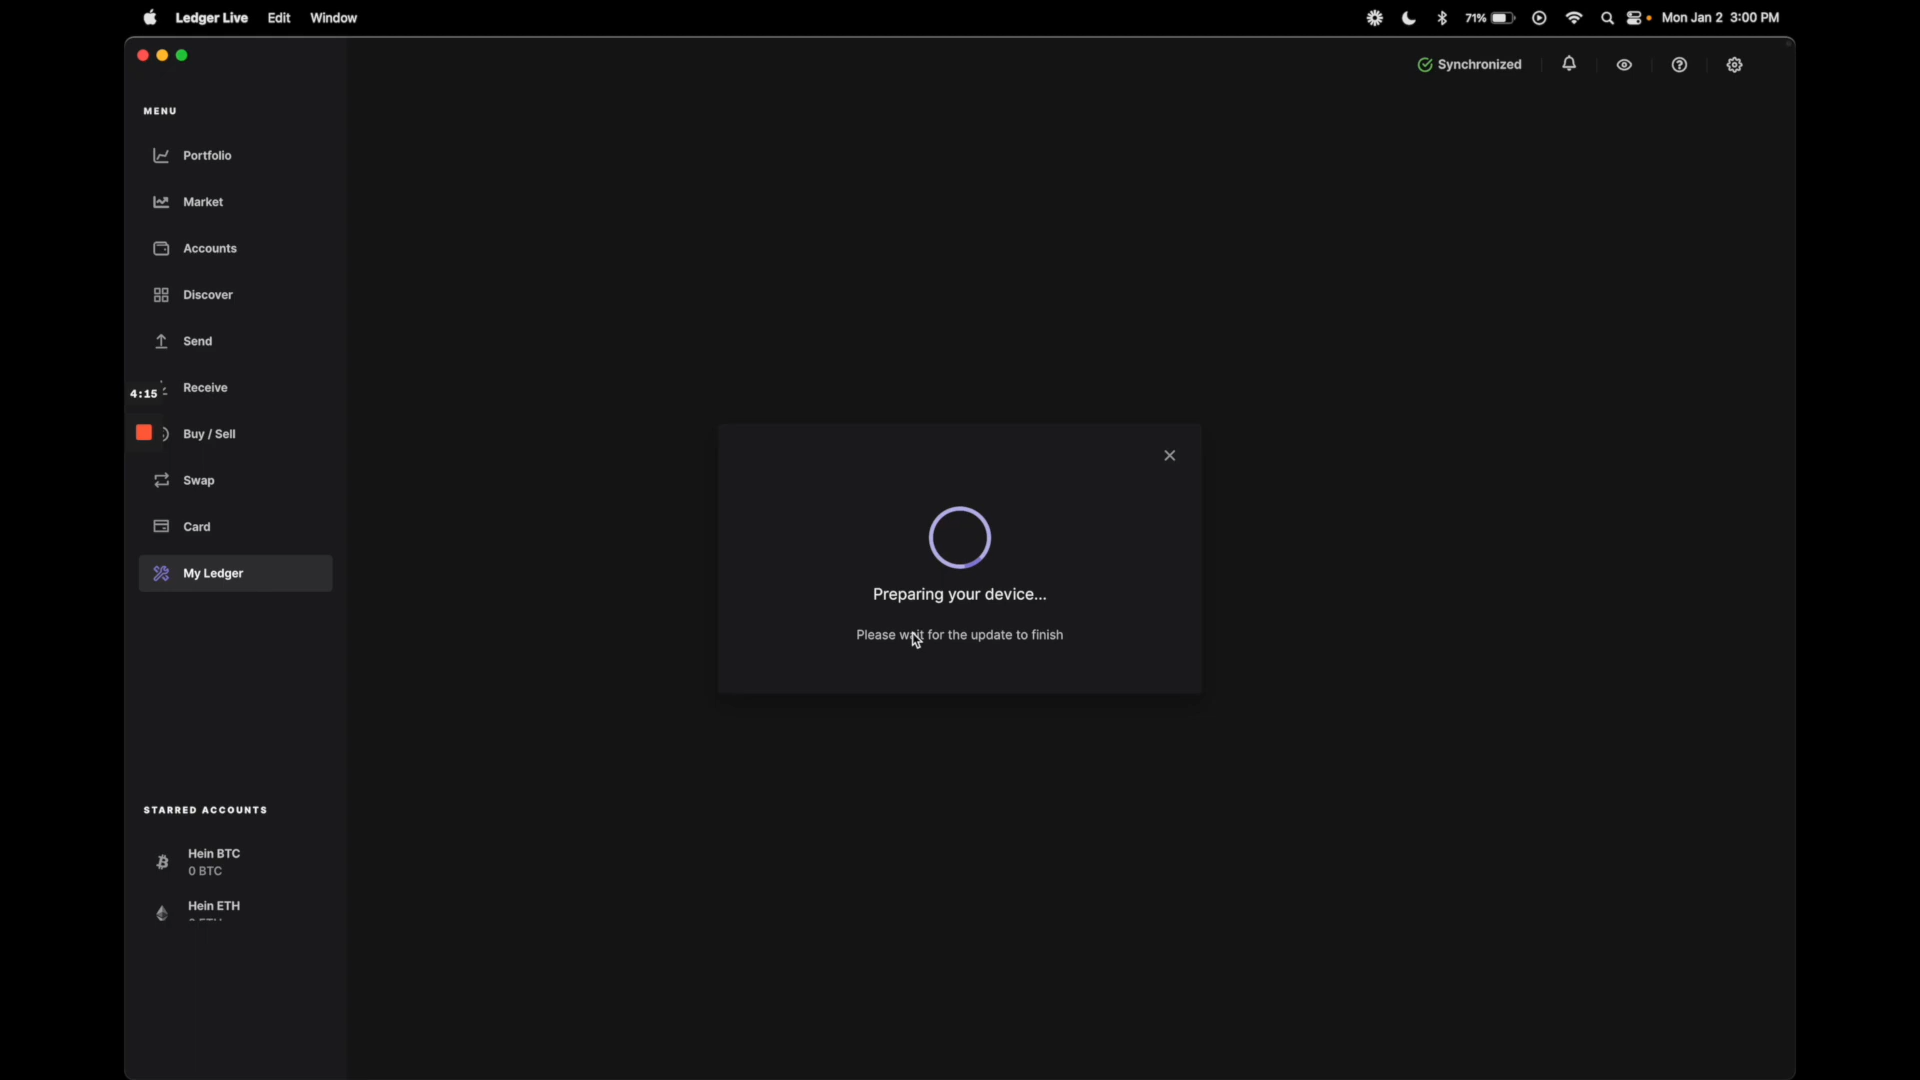 Ledger Live Edit Window
71% Mon Jan 2 3:00 PM
Synchronized
MENU
Portfolio
Market
Accounts
Discover
Send
Receive
4:15
Buy / Sell
Swap
Card
My Ledger
Preparing your device...
Please wait for the update to finish
STARRED ACCOUNTS
Hein BTC
0 BTC
Hein ETH